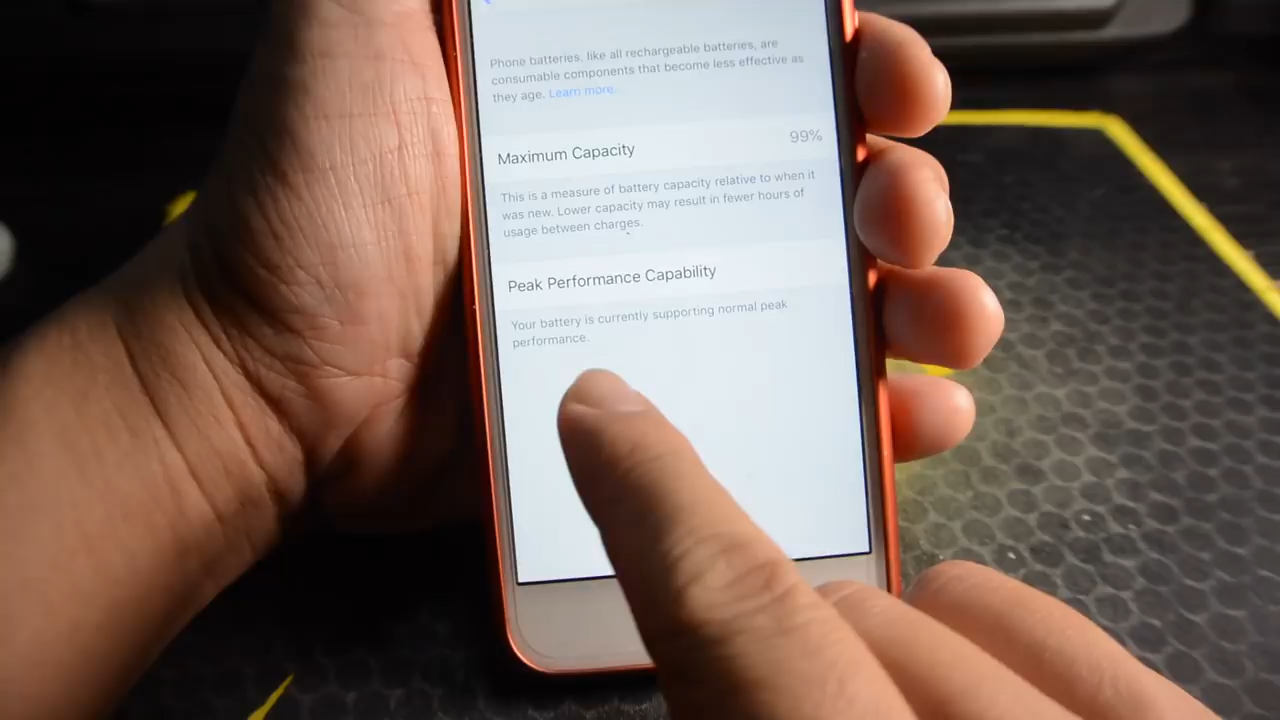 Phone batteries, like all rechargeable batteries, are
consumable components that become less effective as
they age. Learn more.
Maximum Capacity 99%
This is a measure of battery capacity relative to when it
was new. Lower capacity may result in fewer hours of
usage between charges.
Peak Performance Capability
Your battery is currently supporting normal peak
performance.